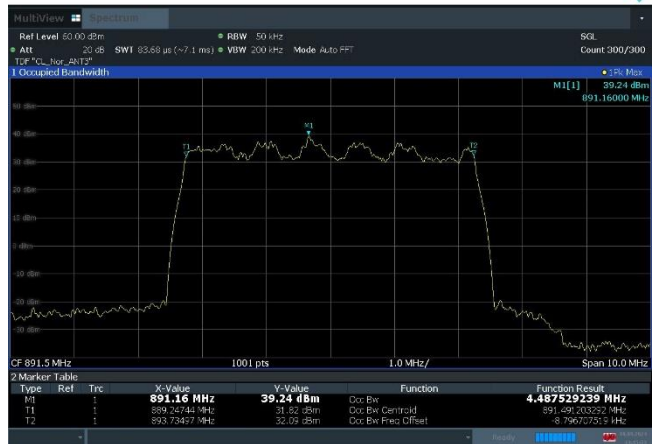 MultiView Spectrum
Ref Level 60.00 dBm RBW 50 kHz SGL
Att 20 dB SWT 83.68 µs (~7.1 ms) VBW 200 kHz Mode Auto FFT Count 300/300
TDF "CL_Nor_ANT3"
1 Occupied Bandwidth 1Pk Max
M1[1] 39.24 dBm
891.16000 MHz
50 dBm
M1
40 dBm
T1 T2
30 dBm
20 dBm
10 dBm
0 dBm
-10 dBm
-20 dBm
-30 dBm
CF 891.5 MHz 1001 pts 1.0 MHz/ Span 10.0 MHz
2 Marker Table
Type Ref Trc X-Value Y-Value Function Function Result
M1 1 891.16 MHz 39.24 dBm Occ Bw 4.487529239 MHz
T1 1 889.24744 MHz 31.82 dBm Occ Bw Centroid 891.491203292 MHz
T2 1 893.73497 MHz 32.09 dBm Occ Bw Freq Offset -8.796707519 kHz
Ready